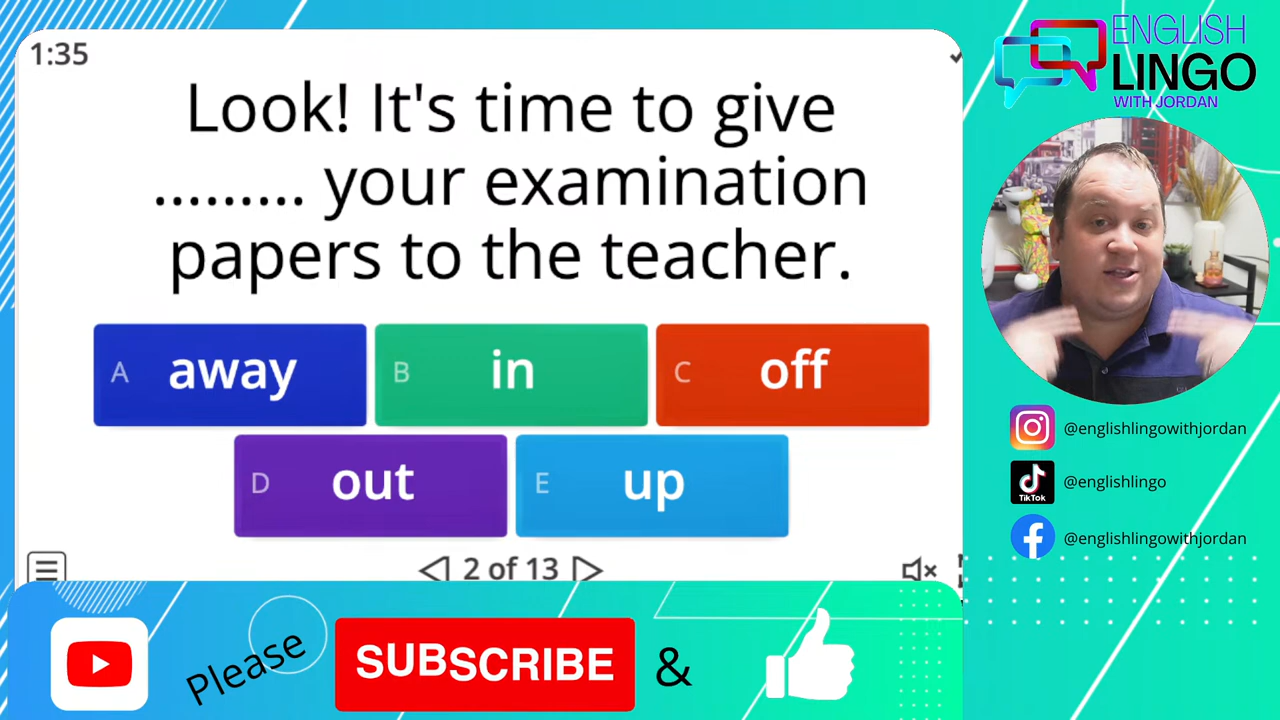 1:35
Look! It's time to give
......... your examination
papers to the teacher.
A away
B in
C off
D out
E up
2 of 13
Please SUBSCRIBE &
ENGLISH
LINGO
WITH JORDAN
@englishlingowithjordan
TikTok
@englishlingo
@englishlingowithjordan